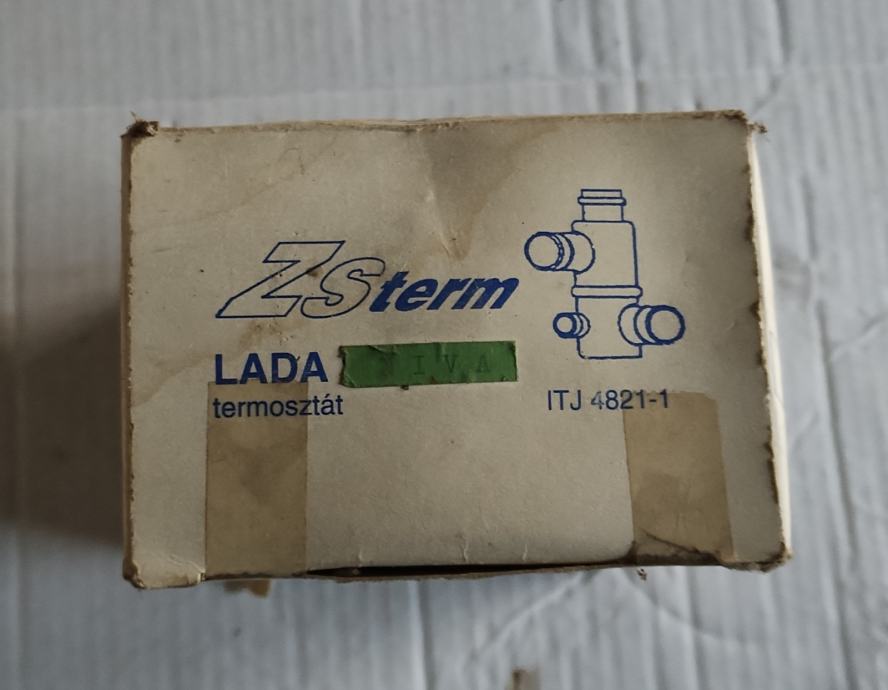 ZSterm
LADA NIVA
termosztát
ITJ 4821-1